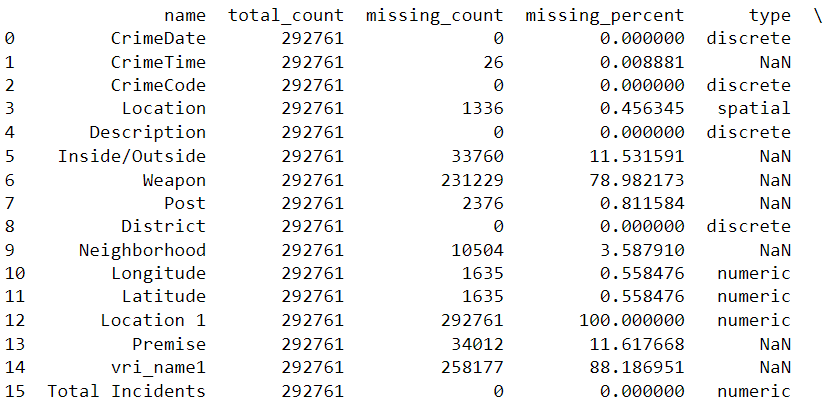 name total_count missing_count missing_percent type \
0 CrimeDate 292761 0 0.000000 discrete
1 CrimeTime 292761 26 0.008881 NaN
2 CrimeCode 292761 0 0.000000 discrete
3 Location 292761 1336 0.456345 spatial
4 Description 292761 0 0.000000 discrete
5 Inside/Outside 292761 33760 11.531591 NaN
6 Weapon 292761 231229 78.982173 NaN
7 Post 292761 2376 0.811584 NaN
8 District 292761 0 0.000000 discrete
9 Neighborhood 292761 10504 3.587910 NaN
10 Longitude 292761 1635 0.558476 numeric
11 Latitude 292761 1635 0.558476 numeric
12 Location 1 292761 292761 100.000000 numeric
13 Premise 292761 34012 11.617668 NaN
14 vri_name1 292761 258177 88.186951 NaN
15 Total Incidents 292761 0 0.000000 numeric